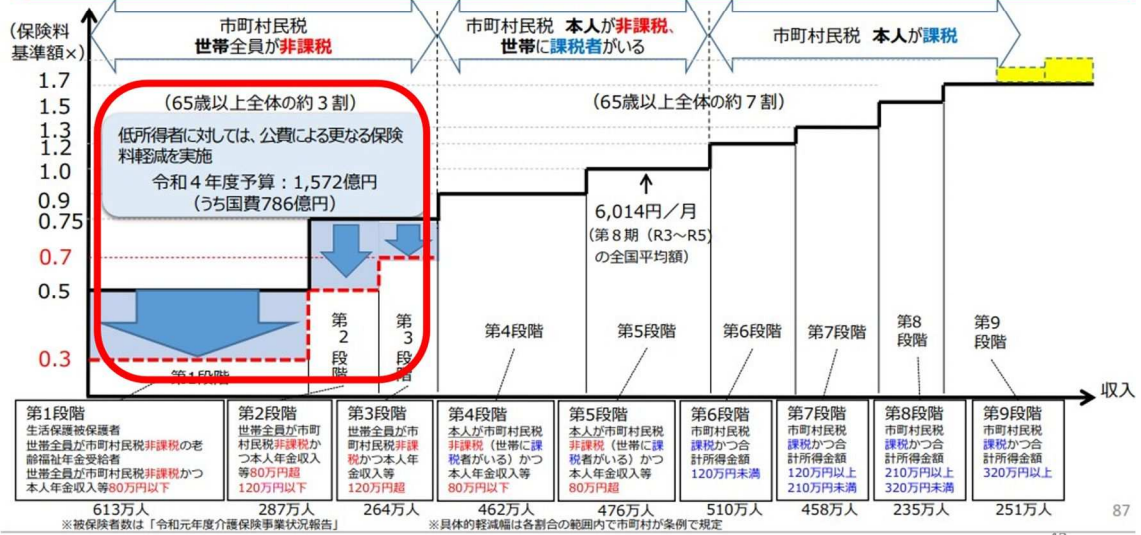 (保険料
基準額×)
市町村民税
世帯全員が非課税
市町村民税 本人が非課税、
世帯に課税者がいる
市町村民税 本人が課税
1.7
1.5
1.3
1.2
1.0
0.9
0.75
0.7
0.5
0.3
(65歳以上全体の約3割)
(65歳以上全体の約7割)
低所得者に対しては、公費による更なる保険
料軽減を実施
令和4年度予算:1,572億円
(うち国費786億円)
6,014円/月
(第8期(R3~R5)
の全国平均額)
第1段階
第2段階
第3段階
第4段階
第5段階
第6段階
第7段階
第8
段階
第9
段階
収入
第1段階
生活保護被保護者
世帯全員が市町村民税非課税の老
齢福祉年金受給者
世帯全員が市町村民税非課税かつ
本人年金収入等80万円以下
第2段階
世帯全員が市町
村民税非課税か
つ本人年金収入
等80万円超
120万円以下
第3段階
世帯全員が市
町村民税非課
税かつ本人年
金収入等
120万円超
第4段階
本人が市町村民税
非課税(世帯に課
税者がいる)かつ
本人年金収入等
80万円以下
第5段階
本人が市町村民税
非課税(世帯に課
税者がいる)かつ
本人年金収入等
80万円超
第6段階
市町村民税
課税かつ合
計所得金額
120万円未満
第7段階
市町村民税
課税かつ合
計所得金額
120万円以上
210万円未満
第8段階
市町村民税
課税かつ合
計所得金額
210万円以上
320万円未満
第9段階
市町村民税
課税かつ合
計所得金額
320万円以上
613万人
287万人
264万人
462万人
476万人
510万人
458万人
235万人
251万人
※被保険者数は「令和元年度介護保険事業状況報告」
※具体的軽減幅は各割合の範囲内で市町村が条例で規定
87